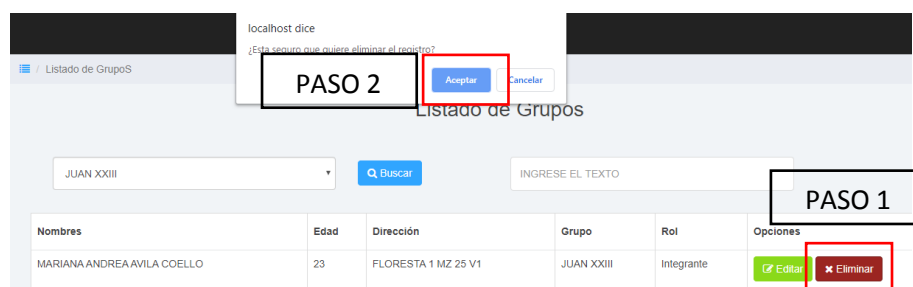 localhost dice
¿Esta seguro que quiere eliminar el registro?
/ Listado de GrupoS
PASO 2
Aceptar
Cancelar
Listado de Grupos
JUAN XXIII
Buscar
INGRESE EL TEXTO
PASO 1
Nombres Edad Dirección Grupo Rol Opciones
MARIANA ANDREA AVILA COELLO 23 FLORESTA 1 MZ 25 V1 JUAN XXIII Integrante Editar Eliminar